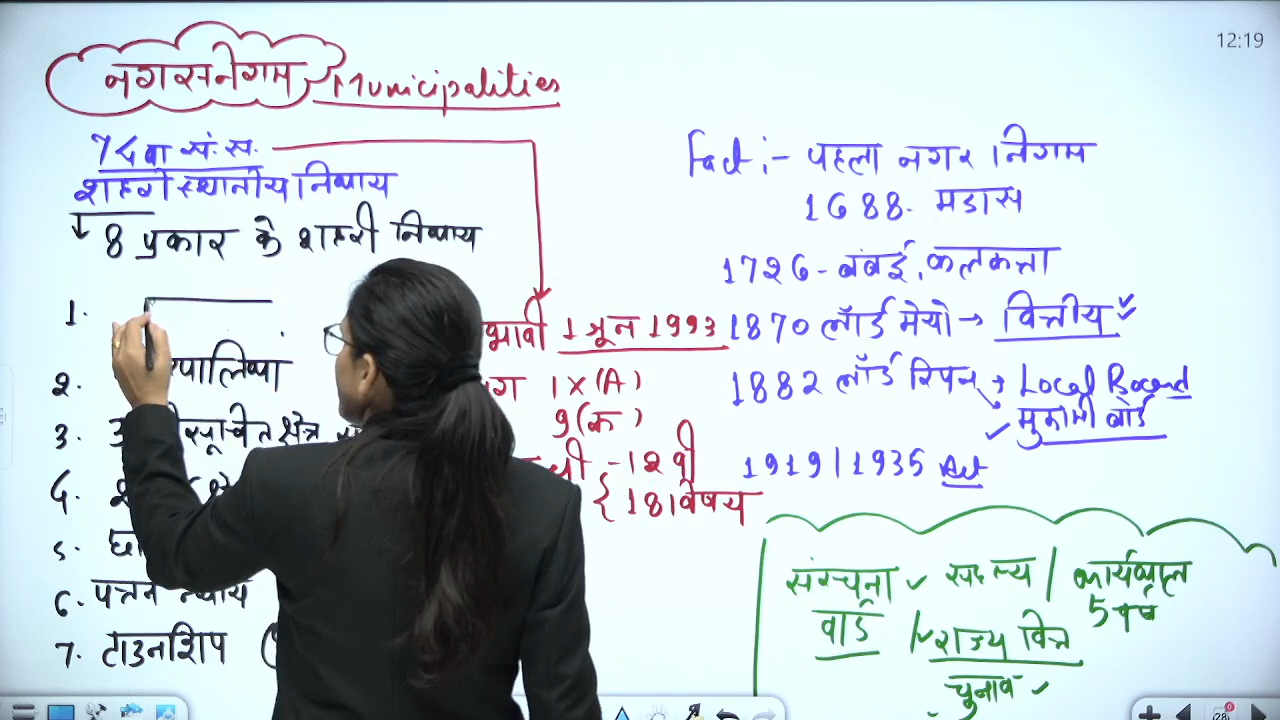 12:19
नगरनिगम Municipalities
74वा सं. स.
शहरी स्थानीय निकाय
8 प्रकार के शहरी निकाय
1.
2. रपालिका
3. क्षेत्र
4.
5.
6. पत्तन न्यास
7. टाउनशिप (
भावी 1 जून 1993
ग IX (A)
9 (क)
ची - 12वी
{ 18 विषय
Fact :- पहला नगर निगम
1688 - मद्रास
1726 - बंबई, कलकत्ता
1870 लॉर्ड मेयो → वित्तीय
1882 लॉर्ड रिपन → Local Board
मुकामी बोर्ड
1919 / 1935 Act
संरचना सदस्य / कार्यकाल
वार्ड 5 वर्ष
राज्य वित्त
चुनाव